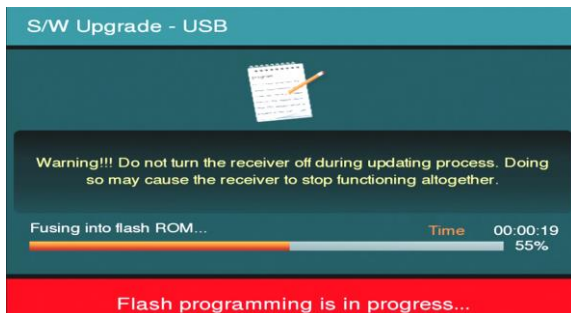 S/W Upgrade - USB
Warning!!! Do not turn the receiver off during updating process. Doing
so may cause the receiver to stop functioning altogether.
Fusing into flash ROM... Time 00:00:19
55%
Flash programming is in progress...